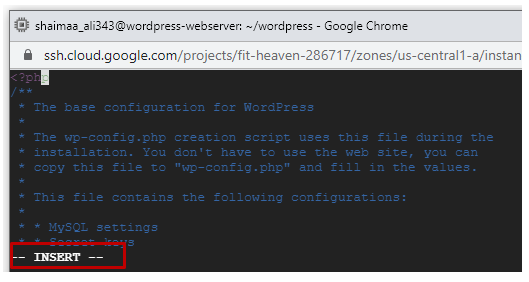 shaimaa_ali343@wordpress-webserver: ~/wordpress - Google Chrome
ssh.cloud.google.com/projects/fit-heaven-286717/zones/us-central1-a/instan
<?php
/**
 * The base configuration for WordPress
 *
 * The wp-config.php creation script uses this file during the
 * installation. You don't have to use the web site, you can
 * copy this file to "wp-config.php" and fill in the values.
 *
 * This file contains the following configurations:
 *
 * * MySQL settings
 * * Secret keys
-- INSERT --